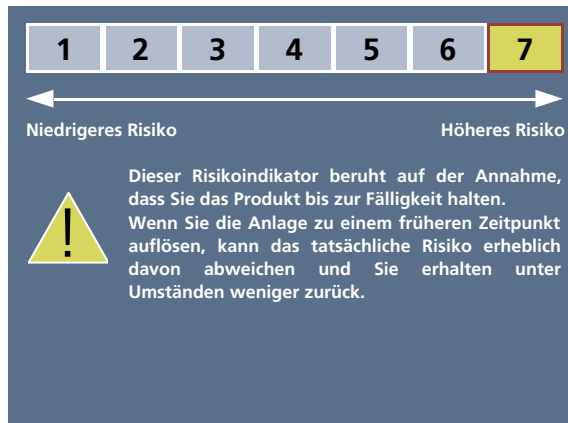 1 2 3 4 5 6 7
Niedrigeres Risiko Höheres Risiko
Dieser Risikoindikator beruht auf der Annahme,
dass Sie das Produkt bis zur Fälligkeit halten.
Wenn Sie die Anlage zu einem früheren Zeitpunkt
auflösen, kann das tatsächliche Risiko erheblich
davon abweichen und Sie erhalten unter
Umständen weniger zurück.
!